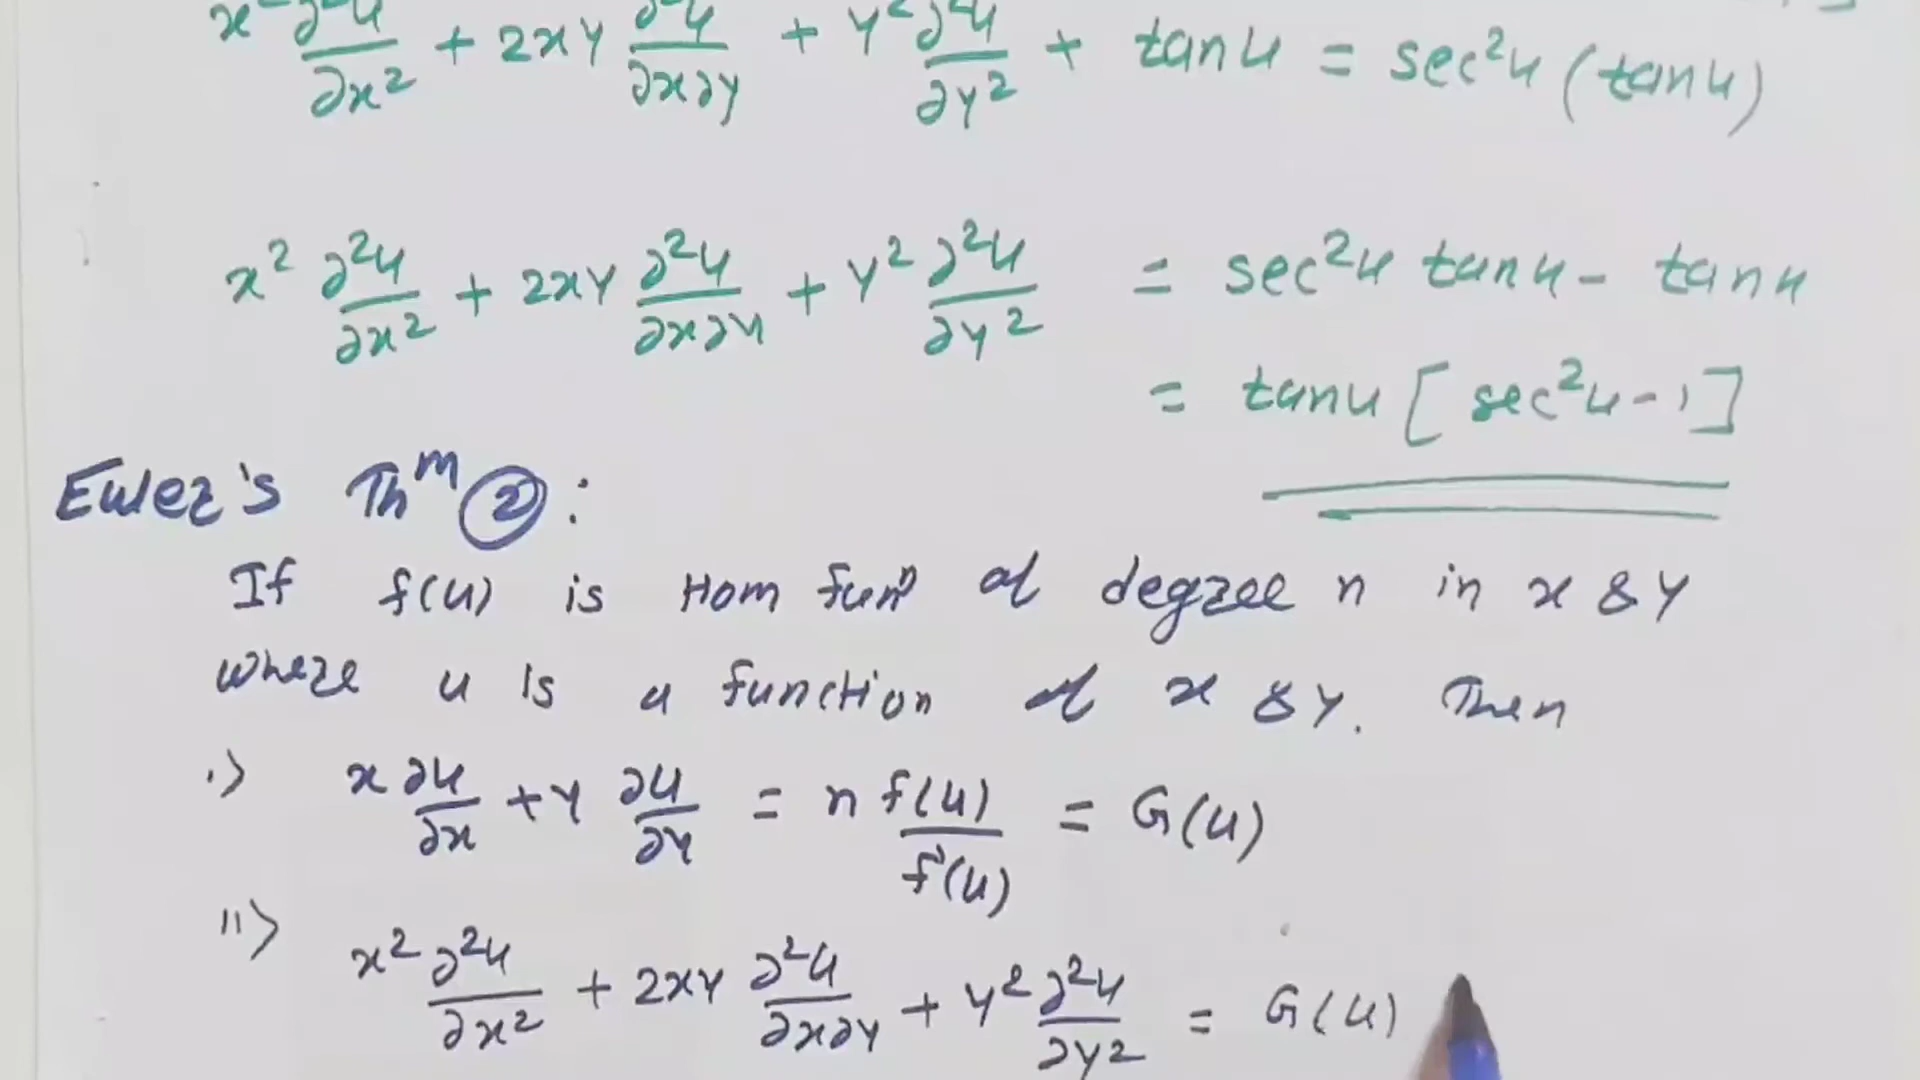 x² ∂²u/∂x² + 2xy ∂²u/∂x∂y + y² ∂²u/∂y² + tanu = sec²u (tanu)
x² ∂²u/∂x² + 2xy ∂²u/∂x∂y + y² ∂²u/∂y² = sec²u tanu - tanu
= tanu [sec²u-1]
Euler's Thᵐ ②:
If f(u) is Hom funⁿ of degree n in x & y
where u is a function of x & y. Then
i) x ∂u/∂x + y ∂u/∂y = n f(u)/f'(u) = G(u)
ii) x² ∂²u/∂x² + 2xy ∂²u/∂x∂y + y² ∂²u/∂y² = G(u)